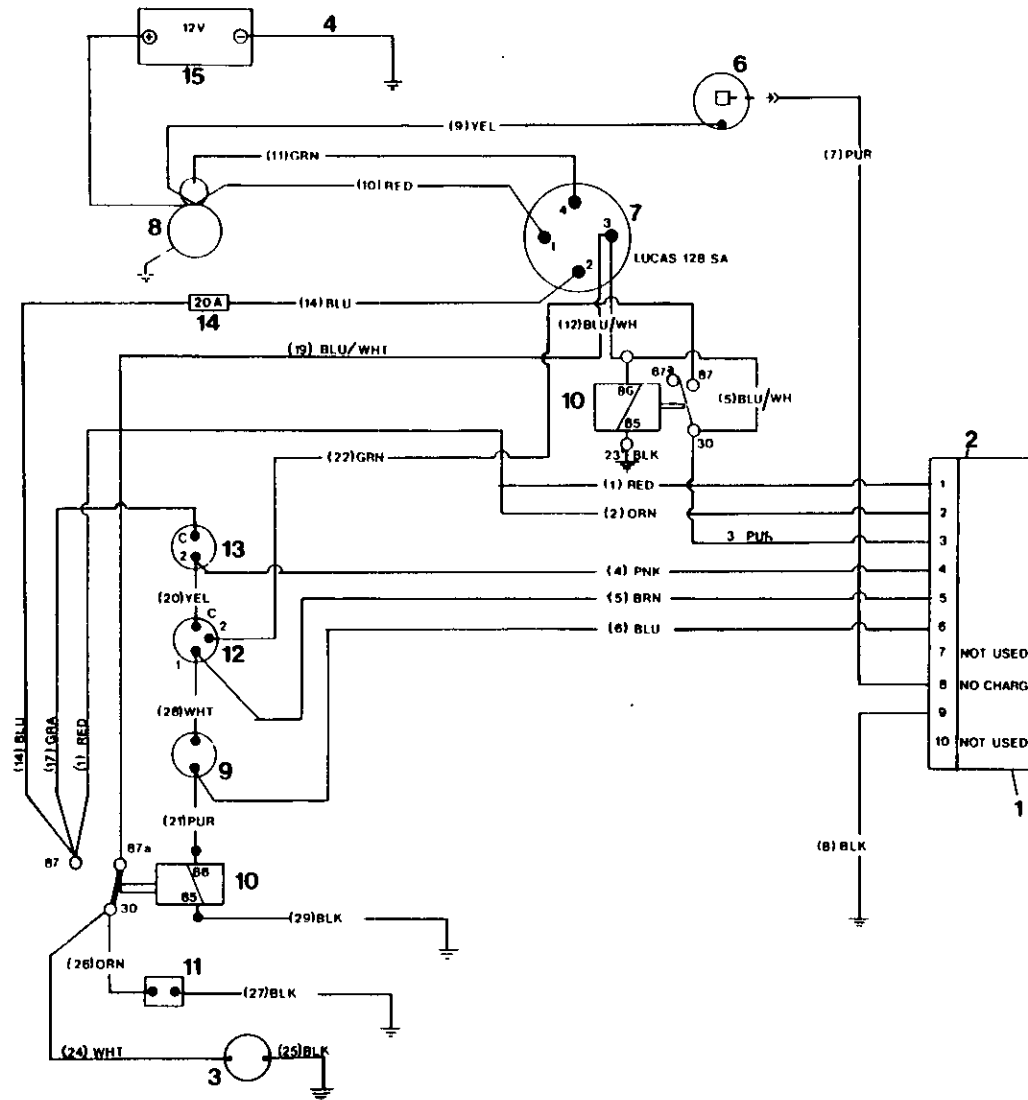 12V
4
15
6
(9)YEL
(11)GRN
(7)PUR
(10)RED
8
4
7
3
1
2
LUCAS 128 SA
20A
(14)BLU
14
(12)BLU/WH
(19) BLU/WHT
87a
87
10
86
85
(5)BLU/WH
30
23 BLK
(22)GRN
2
(1) RED
1
(2) ORN
2
3 PUR
3
C
13
2
(4) PNK
4
(20)YEL
(5) BRN
5
C
2
(6) BLU
6
12
1
7 NOT USED
8 NO CHARG
9
10 NOT USED
(28)WHT
(14) BLU
(17) GRA
(1) RED
9
1
(21)PUR
(8) BLK
87
87a
86
85
10
30
(29)BLK
(26)ORN
11
(27)BLK
(24) WHT
3
(25)BLK